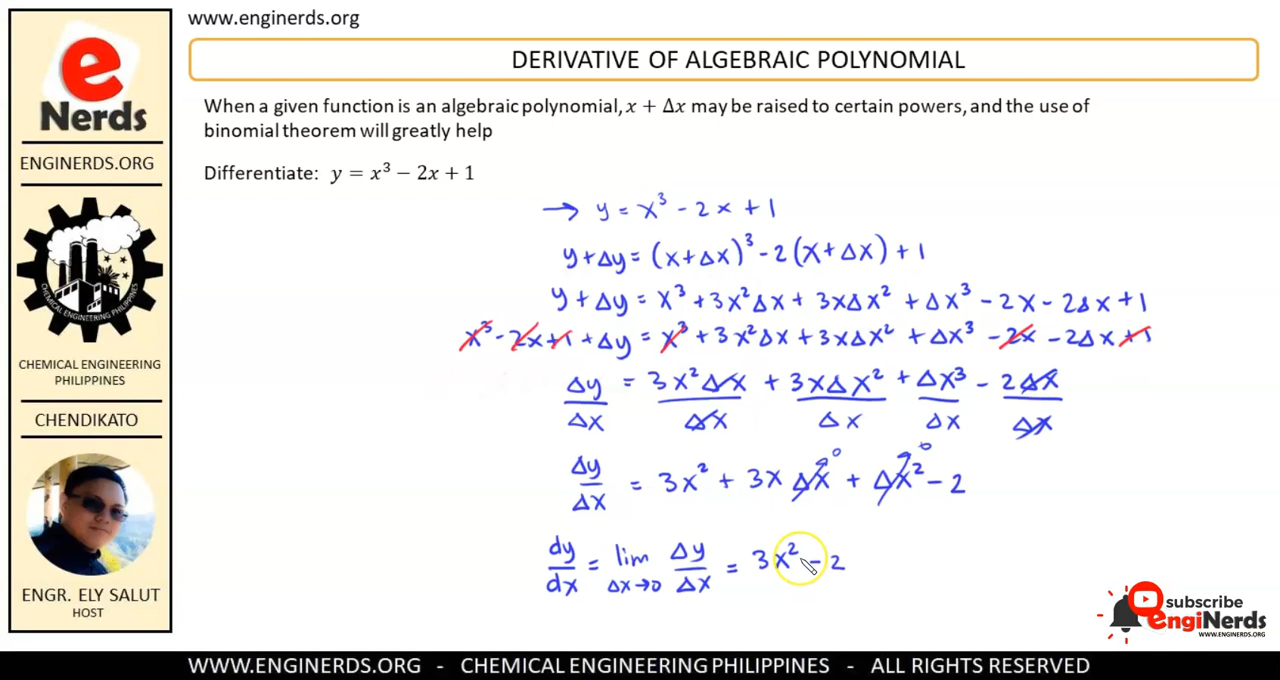 www.enginerds.org
e
Nerds
ENGINERDS.ORG
CHEMICAL ENGINEERING PHILIPPINES
CHEMICAL ENGINEERING
PHILIPPINES
CHENDIKATO
ENGR. ELY SALUT
HOST
DERIVATIVE OF ALGEBRAIC POLYNOMIAL
When a given function is an algebraic polynomial, x + Δx may be raised to certain powers, and the use of
binomial theorem will greatly help
Differentiate: y = x³ − 2x + 1
→ y = x³ - 2x + 1
y + Δy = (x + Δx)³ - 2(x + Δx) + 1
y + Δy = x³ + 3x²Δx + 3xΔx² + Δx³ - 2x - 2Δx + 1
x³ - 2x + 1 + Δy = x³ + 3x²Δx + 3xΔx² + Δx³ - 2x - 2Δx + 1
Δy/Δx = 3x²Δx/Δx + 3xΔx²/Δx + Δx³/Δx - 2Δx/Δx
Δy/Δx = 3x² + 3xΔx⁰ + Δx²⁰ - 2
dy/dx = lim Δx→0 Δy/Δx = 3x² - 2
subscribe
EngiNerds
WWW.ENGINERDS.ORG
WWW.ENGINERDS.ORG - CHEMICAL ENGINEERING PHILIPPINES - ALL RIGHTS RESERVED